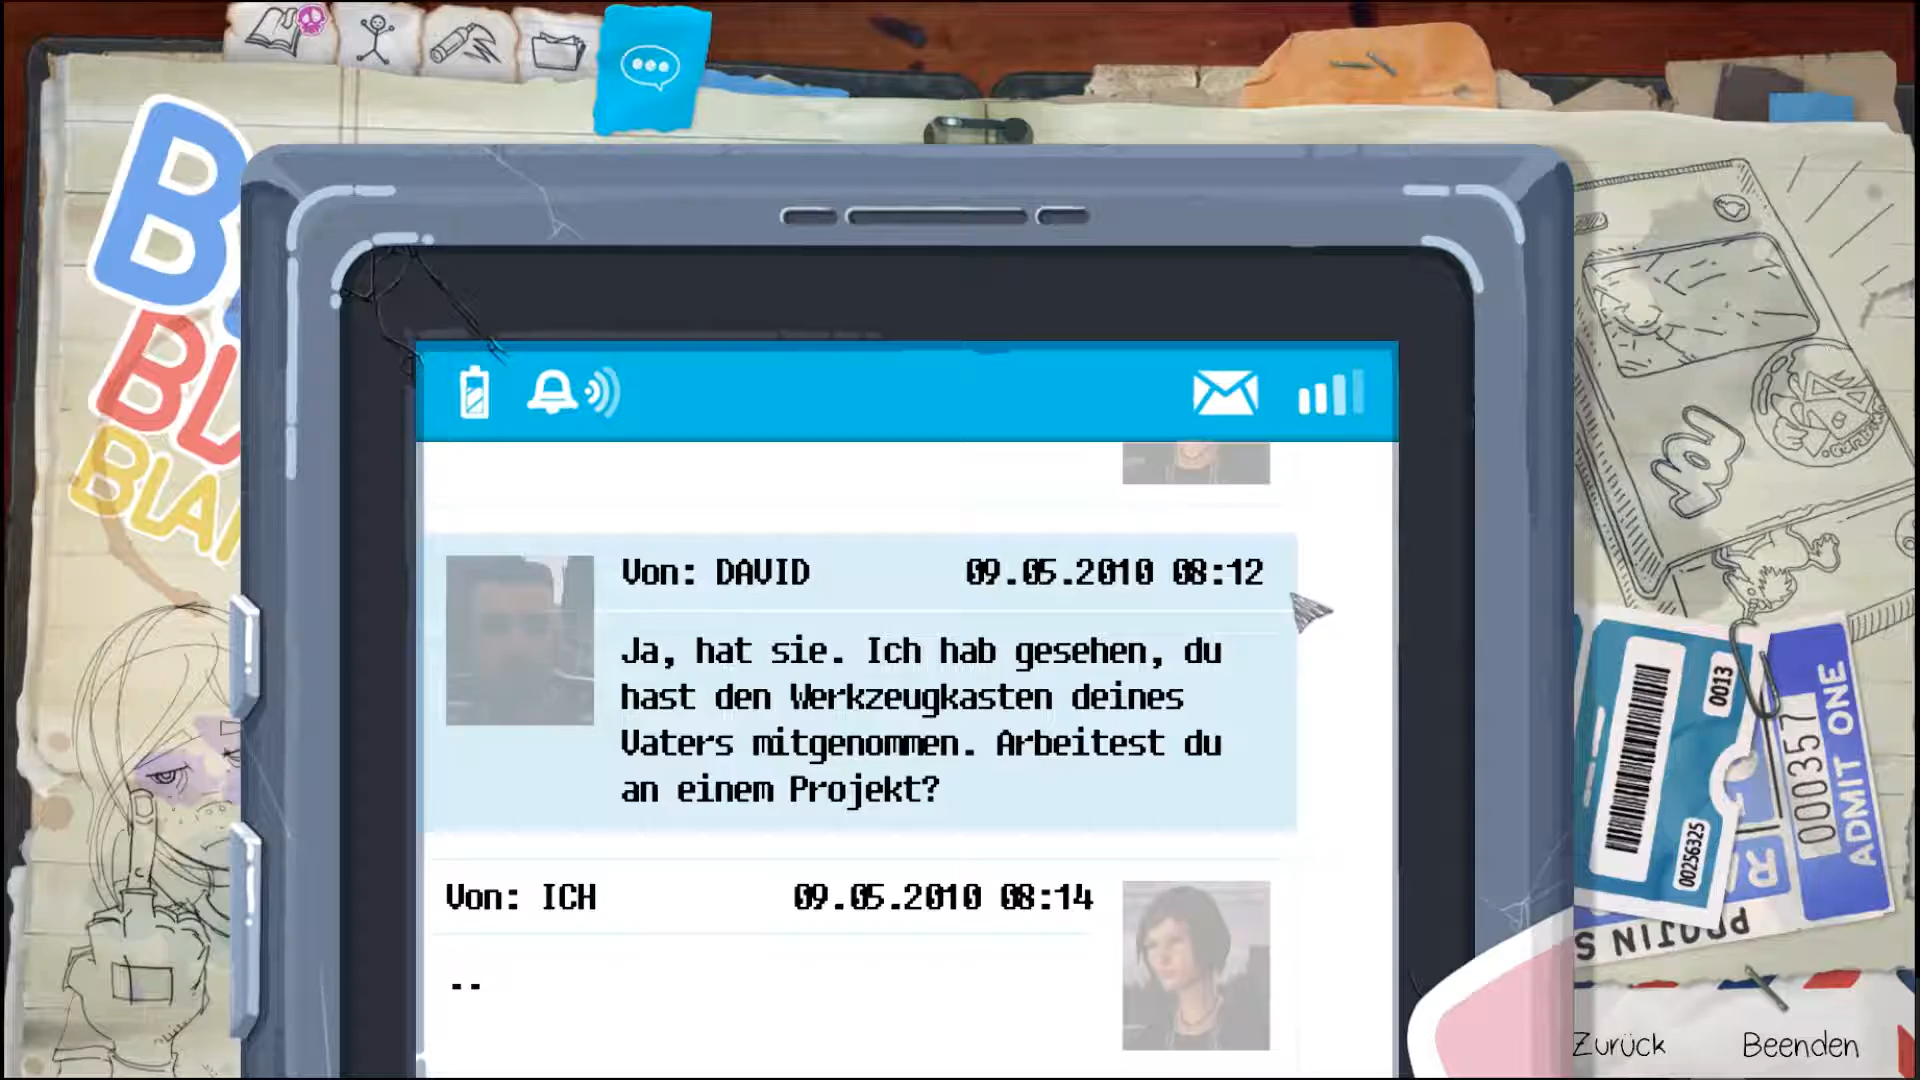 Von: DAVID 09.05.2010 08:12
Ja, hat sie. Ich hab gesehen, du
hast den Werkzeugkasten deines
Vaters mitgenommen. Arbeitest du
an einem Projekt?
Von: ICH 09.05.2010 08:14
--
0013
00256325
000357
ADMIT ONE
Zurück
Beenden